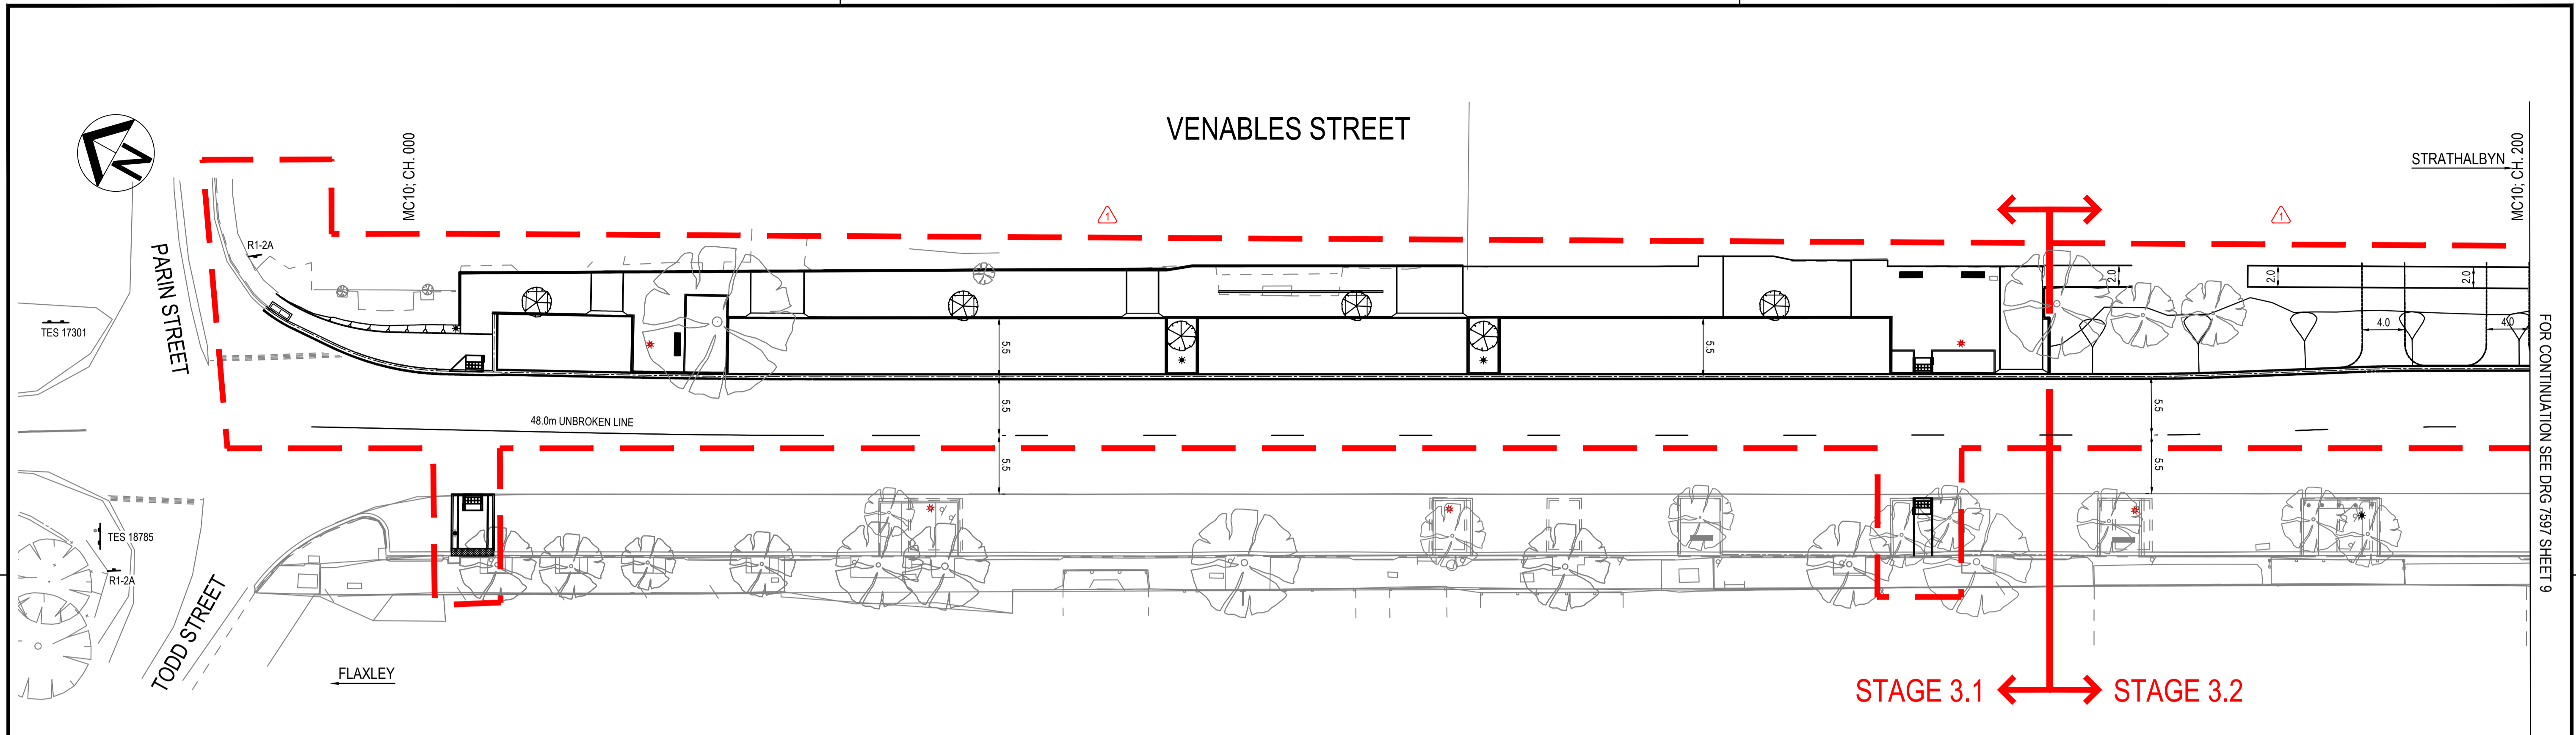 VENABLES STREET
N
MC10; CH. 000
STRATHALBYN
MC10; CH. 200
1
1
R1-2A
PARIN STREET
TES 17301
2.0
2.0
2.0
4.0
4.0
5.5
5.5
48.0m UNBROKEN LINE
5.5
5.5
5.5
5.5
FOR CONTINUATION SEE DRG 7597 SHEET 9
TES 18785
R1-2A
TODD STREET
FLAXLEY
STAGE 3.1
STAGE 3.2